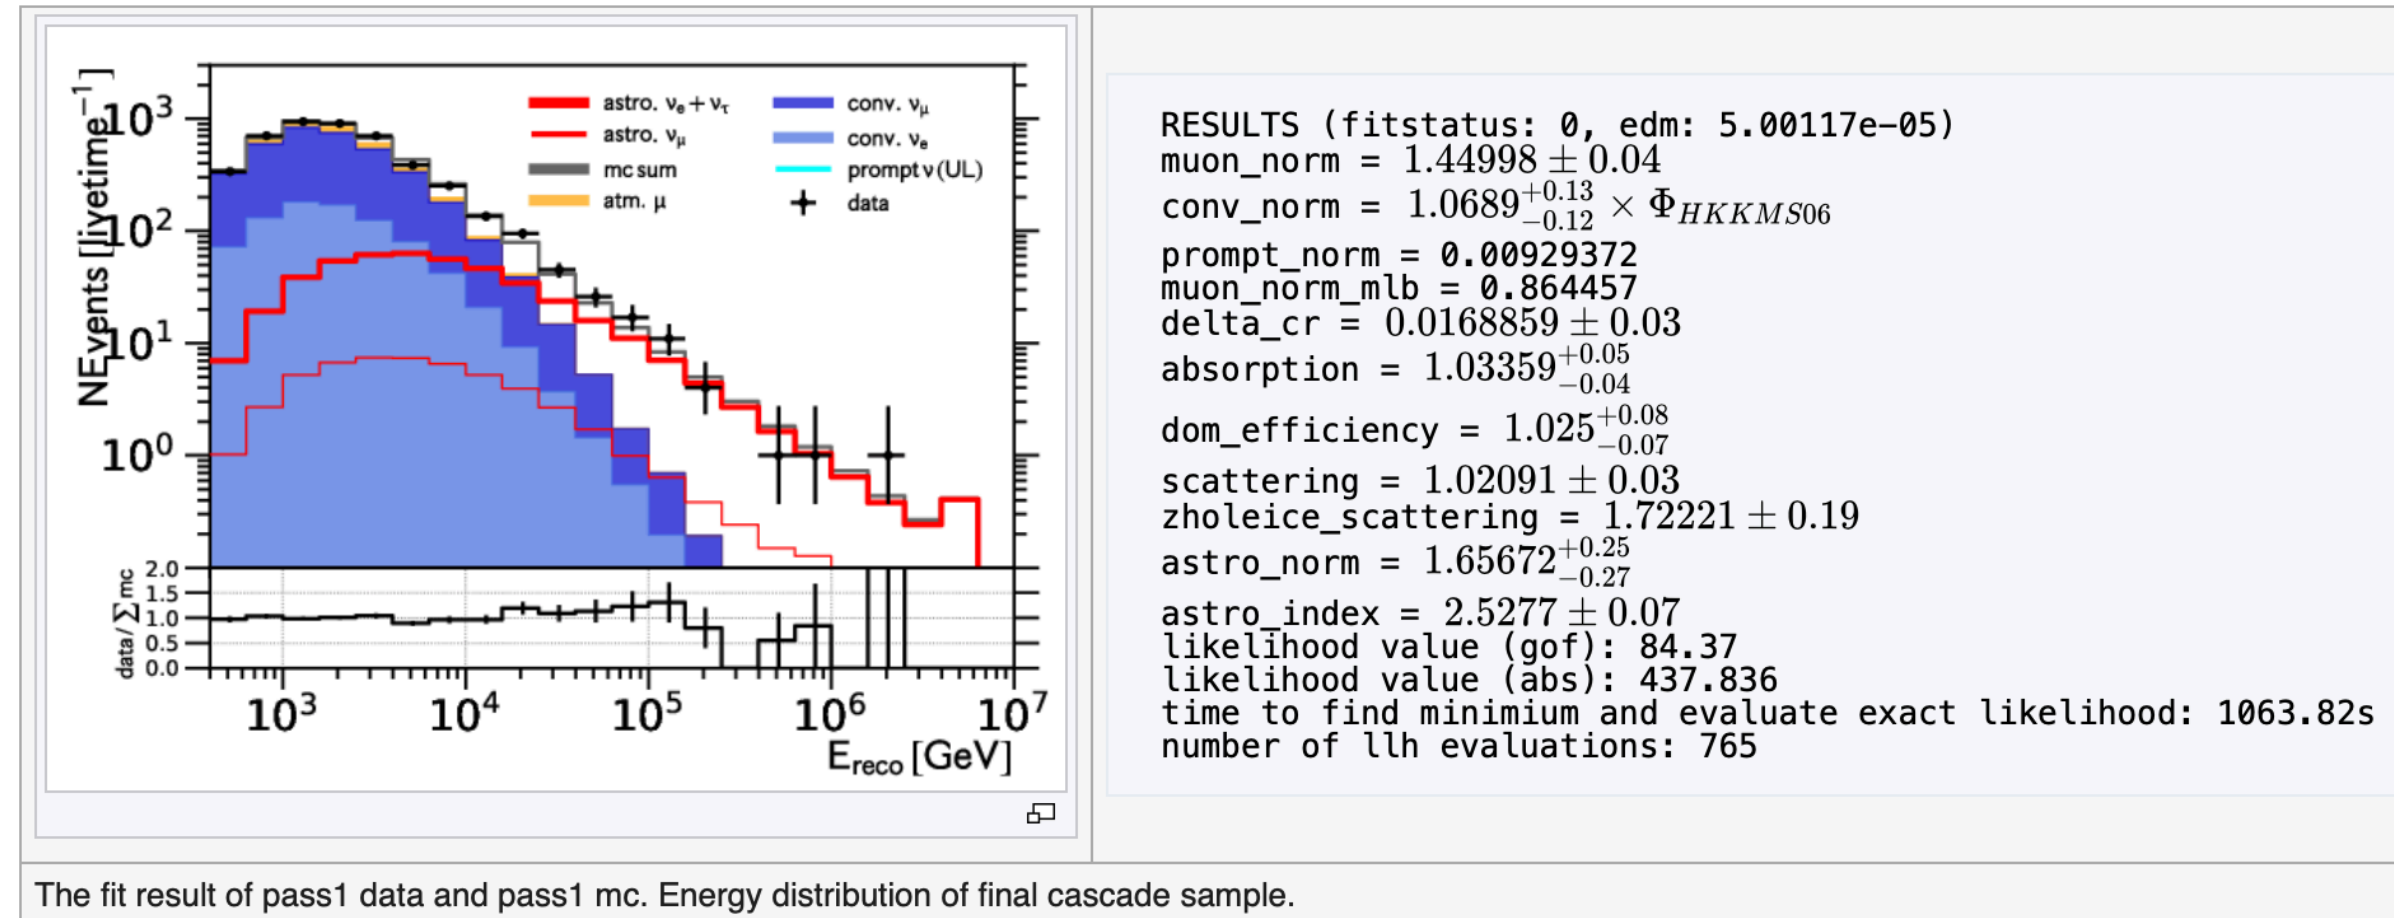 NEvents [livetime⁻¹]
10³
10²
10¹
10⁰
astro. νₑ+ν_τ
astro. ν_μ
mc sum
atm. μ
conv. ν_μ
conv. νₑ
prompt ν (UL)
data
data/∑mc
2.0
1.5
1.0
0.5
0.0
10³ 10⁴ 10⁵ 10⁶ 10⁷
E_reco [GeV]
RESULTS (fitstatus: 0, edm: 5.00117e-05)
muon_norm = 1.44998 ± 0.04
conv_norm = 1.0689^{+0.13}_{-0.12} × Φ_{HKKMS06}
prompt_norm = 0.00929372
muon_norm_mlb = 0.864457
delta_cr = 0.0168859 ± 0.03
absorption = 1.03359^{+0.05}_{-0.04}
dom_efficiency = 1.025^{+0.08}_{-0.07}
scattering = 1.02091 ± 0.03
zholeice_scattering = 1.72221 ± 0.19
astro_norm = 1.65672^{+0.25}_{-0.27}
astro_index = 2.5277 ± 0.07
likelihood value (gof): 84.37
likelihood value (abs): 437.836
time to find minimium and evaluate exact likelihood: 1063.82s
number of llh evaluations: 765
The fit result of pass1 data and pass1 mc. Energy distribution of final cascade sample.